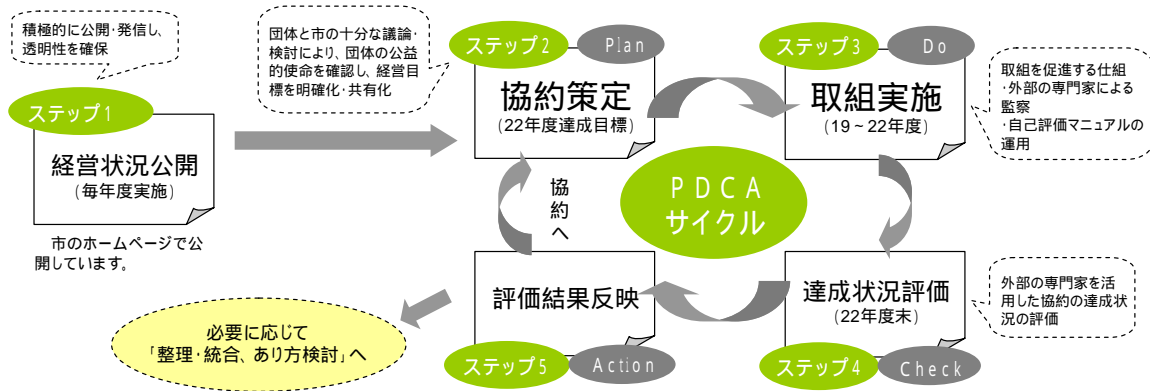 積極的に公開・発信し、
透明性を確保
ステップ1
経営状況公開
(毎年度実施)
市のホームページで公
開しています。
団体と市の十分な議論・
検討により、団体の公益
的使命を確認し、経営目
標を明確化・共有化
ステップ2
Plan
協約策定
(22年度達成目標)
ステップ3
Do
取組実施
(19~22年度)
取組を促進する仕組
・外部の専門家による
監察
・自己評価マニュアルの
運用
PDCA
サイクル
協約へ
達成状況評価
(22年度末)
ステップ4
Check
外部の専門家を活
用した協約の達成状
況の評価
評価結果反映
ステップ5
Action
必要に応じて
「整理・統合、あり方検討」へ